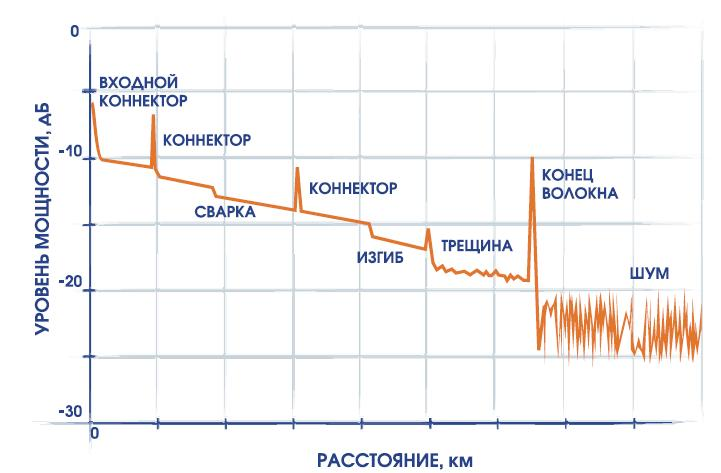 0
ВХОДНОЙ
КОННЕКТОР
КОННЕКТОР
-10
КОННЕКТОР
КОНЕЦ
ВОЛОКНА
СВАРКА
ИЗГИБ
ТРЕЩИНА
ШУМ
-20
-30
0
УРОВЕНЬ МОЩНОСТИ, дБ
РАССТОЯНИЕ, км